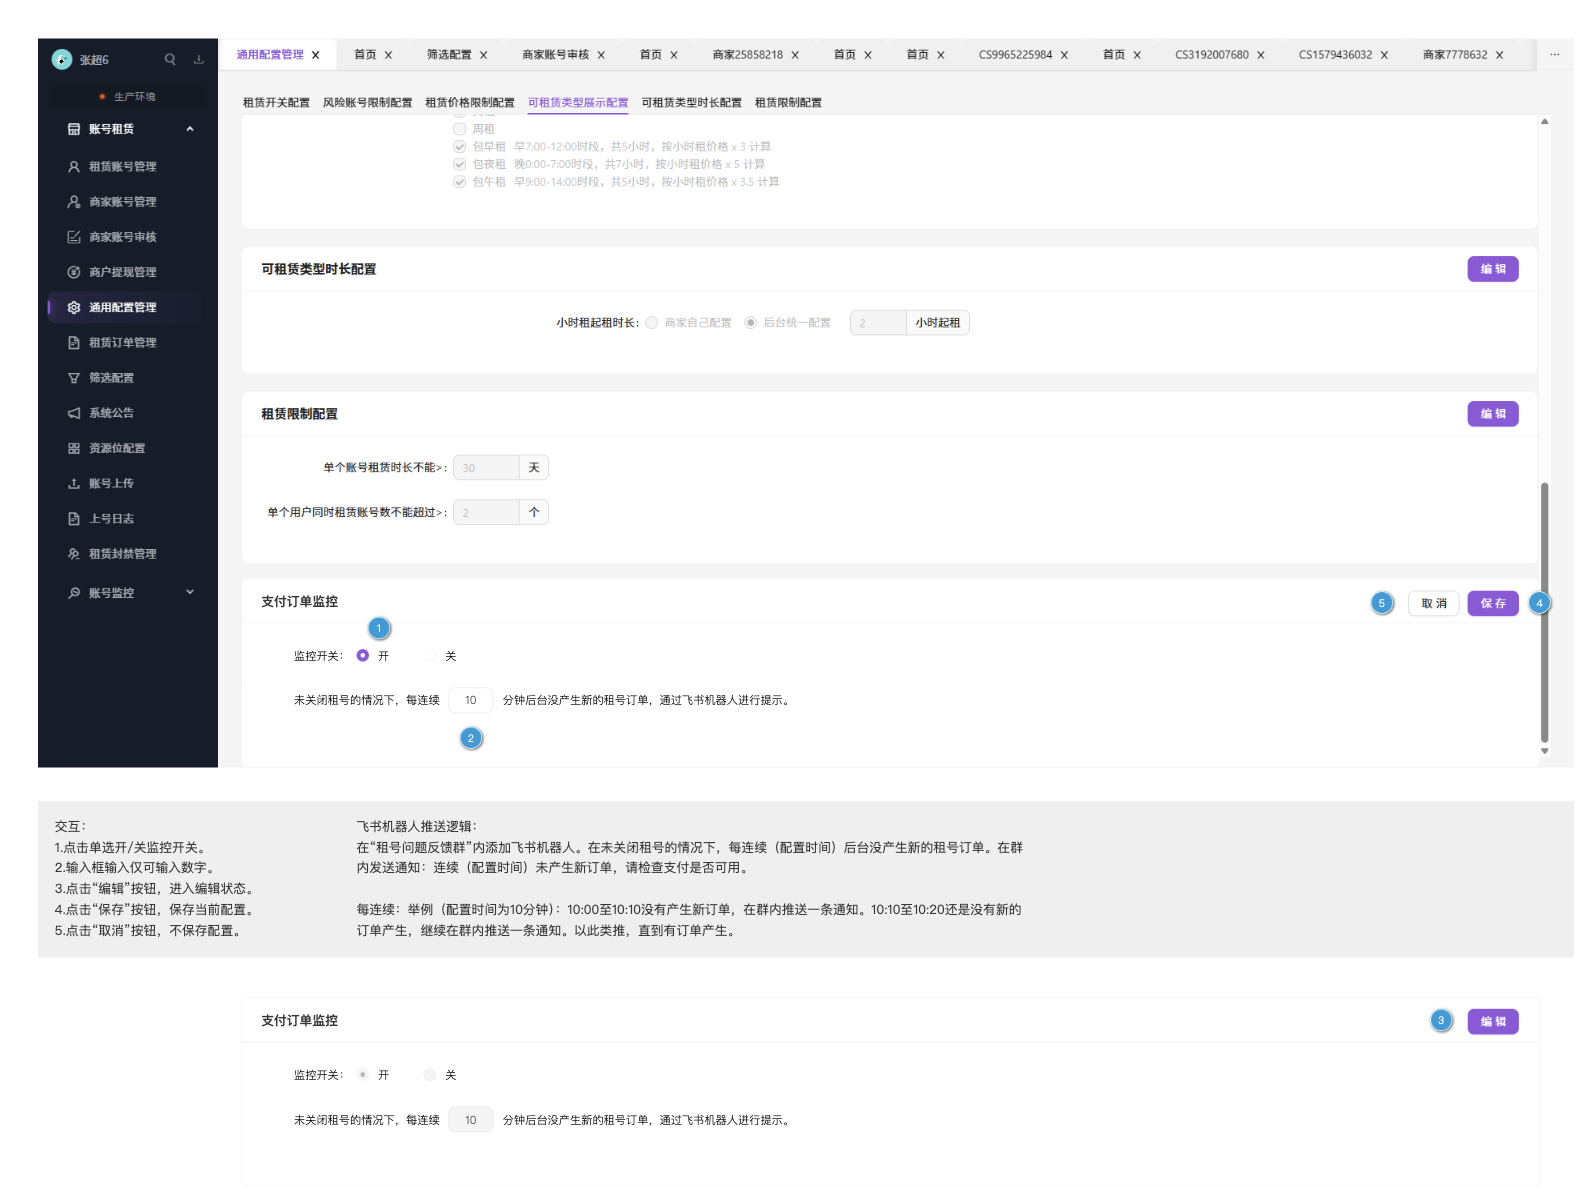 张超6
通用配置管理 X 首页 X 筛选配置 X 商家账号审核 X 首页 X 商家25858218 X 首页 X 首页 X CS9965225984 X 首页 X CS3192007680 X CS1579436032 X 商家7778632 X ...
生产环境
租赁开关配置 风险账号限制配置 租赁价格限制配置 可租赁类型展示配置 可租赁类型时长配置 租赁限制配置
账号租赁
租赁账号管理
商家账号管理
商家账号审核
商户提现管理
通用配置管理
租赁订单管理
筛选配置
系统公告
资源位配置
账号上传
上号日志
租赁封禁管理
账号监控
周租
包早租 早7:00-12:00时段，共5小时，按小时租价格 x 3 计算
包夜租 晚0:00-7:00时段，共7小时，按小时租价格 x 5 计算
包午租 早9:00-14:00时段，共5小时，按小时租价格 x 3.5 计算
可租赁类型时长配置 编辑
小时租起租时长： 商家自己配置 后台统一配置 2 小时起租
租赁限制配置 编辑
单个账号租赁时长不能>： 30 天
单个用户同时租赁账号数不能超过>： 2 个
支付订单监控 5 取消 保存 4
1
监控开关： 开 关
未关闭租号的情况下，每连续 10 分钟后台没产生新的租号订单，通过飞书机器人进行提示。
2
交互：
1.点击单选开/关监控开关。
2.输入框输入仅可输入数字。
3.点击“编辑”按钮，进入编辑状态。
4.点击“保存”按钮，保存当前配置。
5.点击“取消”按钮，不保存配置。
飞书机器人推送逻辑：
在“租号问题反馈群”内添加飞书机器人。在未关闭租号的情况下，每连续（配置时间）后台没产生新的租号订单。在群
内发送通知：连续（配置时间）未产生新订单，请检查支付是否可用。
每连续：举例（配置时间为10分钟）：10:00至10:10没有产生新订单，在群内推送一条通知。10:10至10:20还是没有新的
订单产生，继续在群内推送一条通知。以此类推，直到有订单产生。
支付订单监控 3 编辑
监控开关： 开 关
未关闭租号的情况下，每连续 10 分钟后台没产生新的租号订单，通过飞书机器人进行提示。